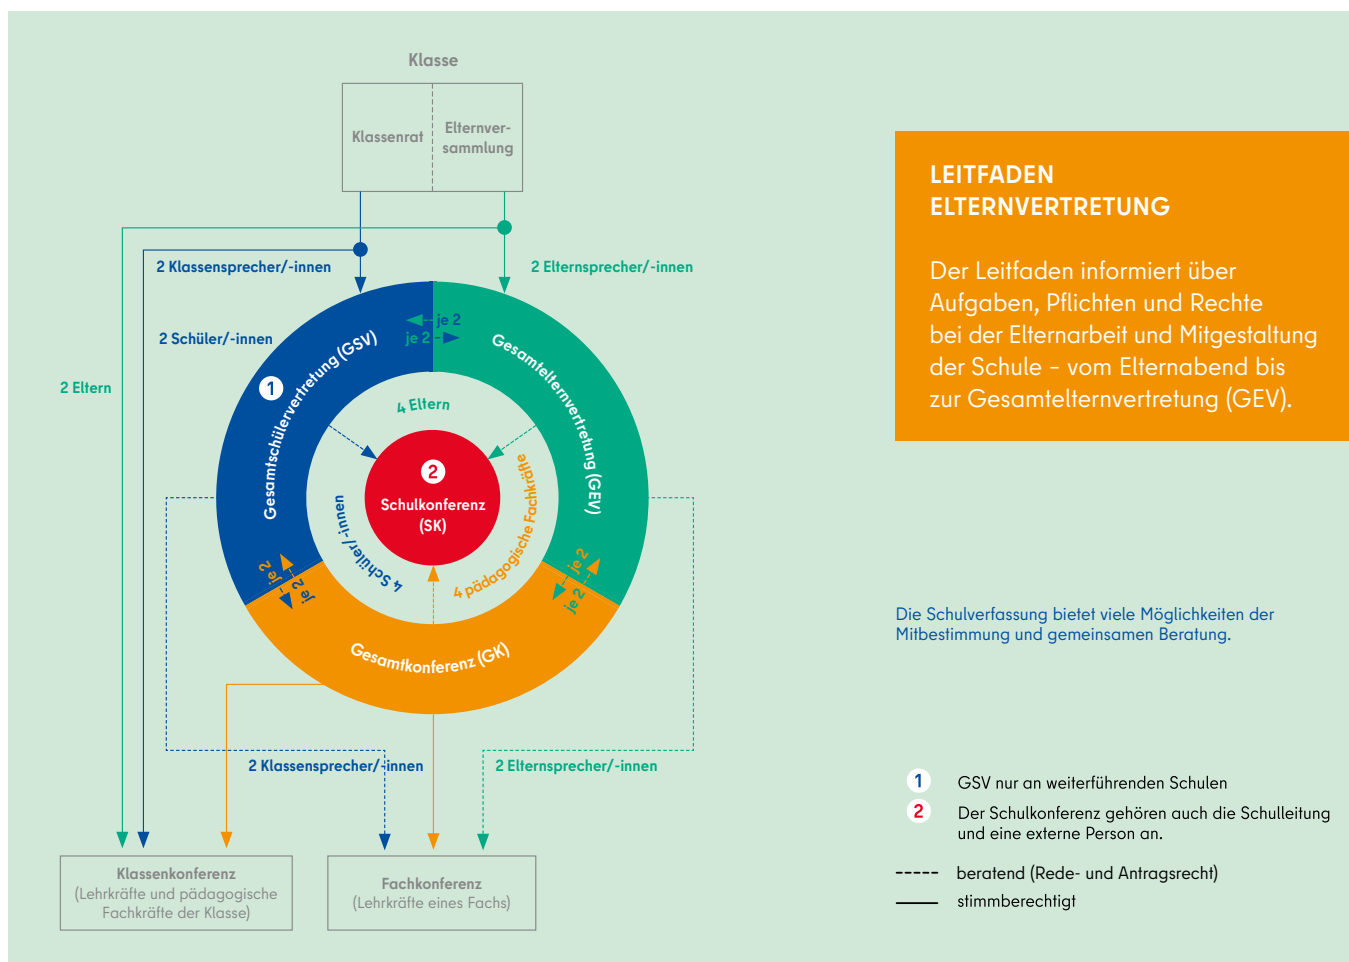 Klasse
Klassenrat
Elternver-
sammlung
2 Klassensprecher/-innen
2 Elternsprecher/-innen
2 Schüler/-innen
2 Eltern
je 2
je 2
Gesamtschülervertretung (GSV)
1
Gesamtelternvertretung (GEV)
4 Eltern
2
Schulkonferenz
(SK)
4 Schüler/-innen
4 pädagogische Fachkräfte
je 2
je 2
je 2
je 2
Gesamtkonferenz (GK)
2 Klassensprecher/-innen
2 Elternsprecher/-innen
Klassenkonferenz
(Lehrkräfte und pädagogische
Fachkräfte der Klasse)
Fachkonferenz
(Lehrkräfte eines Fachs)
LEITFADEN
ELTERNVERTRETUNG
Der Leitfaden informiert über
Aufgaben, Pflichten und Rechte
bei der Elternarbeit und Mitgestaltung
der Schule – vom Elternabend bis
zur Gesamtelternvertretung (GEV).
Die Schulverfassung bietet viele Möglichkeiten der
Mitbestimmung und gemeinsamen Beratung.
1 GSV nur an weiterführenden Schulen
2 Der Schulkonferenz gehören auch die Schulleitung
und eine externe Person an.
beratend (Rede- und Antragsrecht)
stimmberechtigt